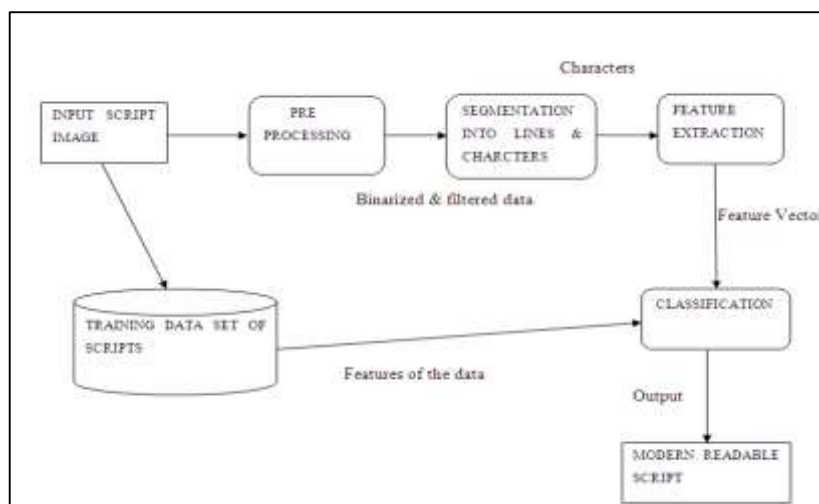 Characters
INPUT SCRIPT
IMAGE
PRE
PROCESSING
SEGMENTATION
INTO LINES &
CHARCTERS
FEATURE
EXTRACTION
Binarized & filtered data
Feature Vector
TRAINING DATA SET OF
SCRIPTS
CLASSIFICATION
Features of the data
Output
MODERN READABLE
SCRIPT